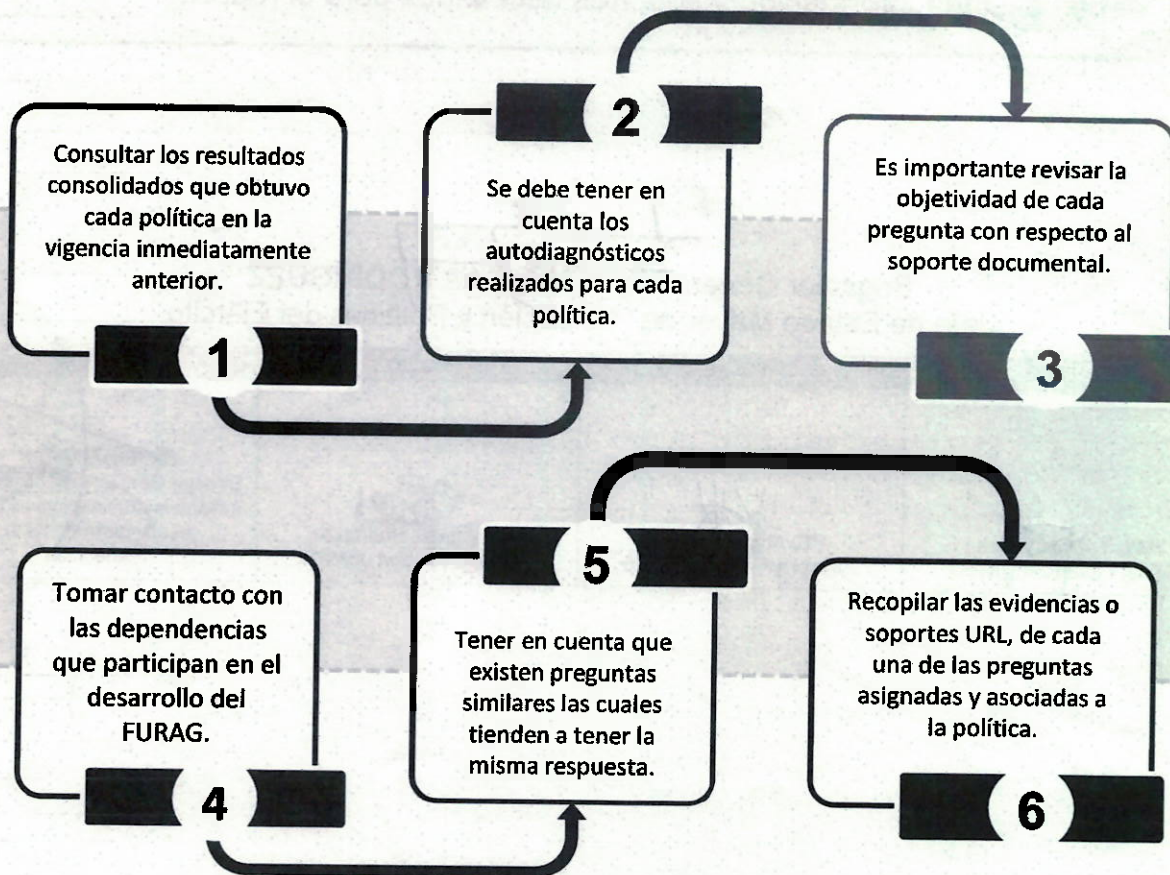 Consultar los resultados
consolidados que obtuvo
cada política en la
vigencia inmediatamente
anterior.
1
2
Se debe tener en
cuenta los
autodiagnósticos
realizados para cada
política.
Es importante revisar la
objetividad de cada
pregunta con respecto al
soporte documental.
3
Tomar contacto con
las dependencias
que participan en el
desarrollo del
FURAG.
4
5
Tener en cuenta que
existen preguntas
similares las cuales
tienden a tener la
misma respuesta.
Recopilar las evidencias o
soportes URL, de cada
una de las preguntas
asignadas y asociadas a
la política.
6